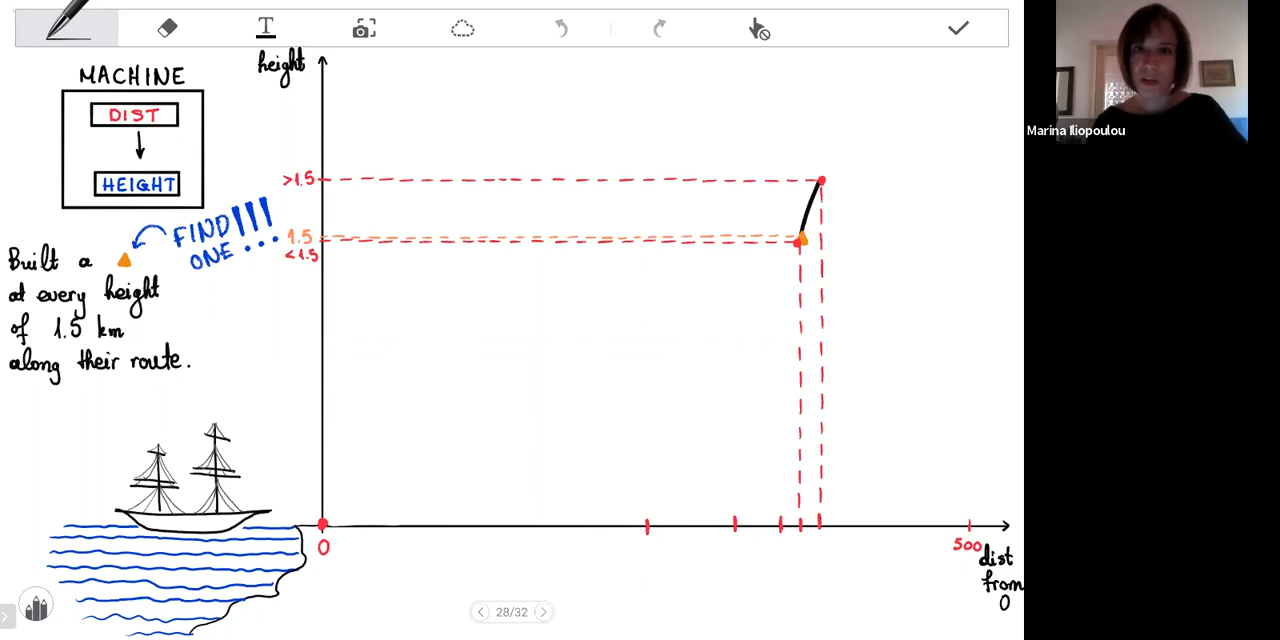 T
height
MACHINE
DIST
HEIGHT
>1.5
1.5
<1.5
FIND!!!
ONE...
Built a
at every height
of 1.5 km
along their route.
0
500
dist
from
0
28/32
Marina Iliopoulou